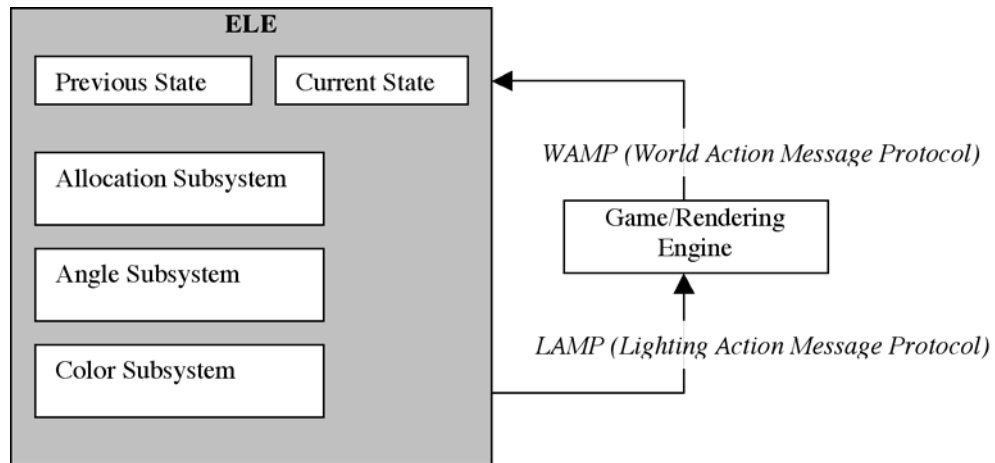 ELE
Previous State
Current State
Allocation Subsystem
Angle Subsystem
Color Subsystem
WAMP (World Action Message Protocol)
Game/Rendering
Engine
LAMP (Lighting Action Message Protocol)